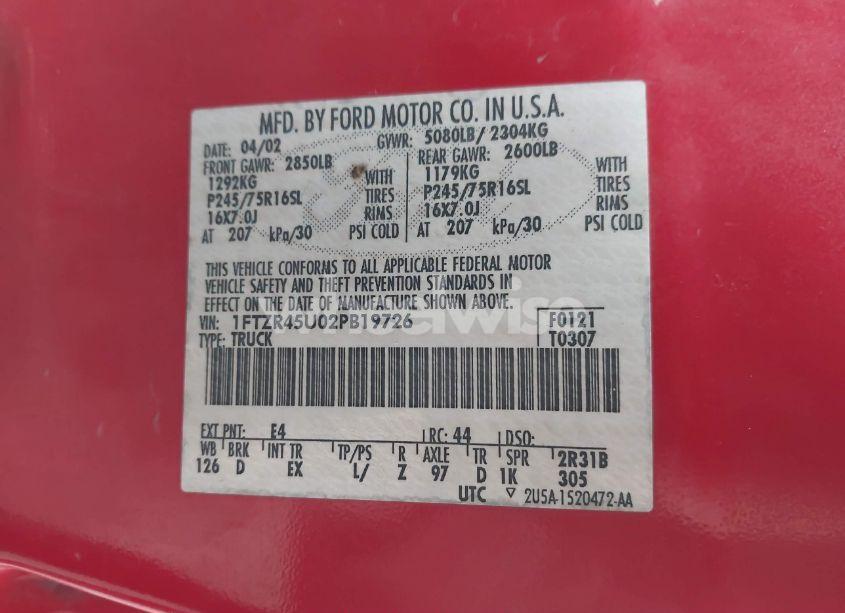 MFD. BY FORD MOTOR CO. IN U.S.A.
DATE: 04/02 GVWR: 5080LB/ 2304KG
FRONT GAWR: 2850LB REAR GAWR: 2600LB
1292KG WITH 1179KG WITH
P245/75R16SL TIRES P245/75R16SL TIRES
16X7.0J RIMS 16X7.0J RIMS
AT 207 kPa/30 PSI COLD AT 207 kPa/30 PSI COLD
THIS VEHICLE CONFORMS TO ALL APPLICABLE FEDERAL MOTOR
VEHICLE SAFETY AND THEFT PREVENTION STANDARDS IN
EFFECT ON THE DATE OF MANUFACTURE SHOWN ABOVE.
VIN: 1FTZR45U02PB19726 F0121
TYPE: TRUCK T0307
EXT PNT: E4 RC: 44 DSO:
WB BRK INT TR TP/PS R AXLE TR SPR 2R31B
126 D EX L/ Z 97 D 1K 305
UTC ▽ 2U5A-1520472-AA